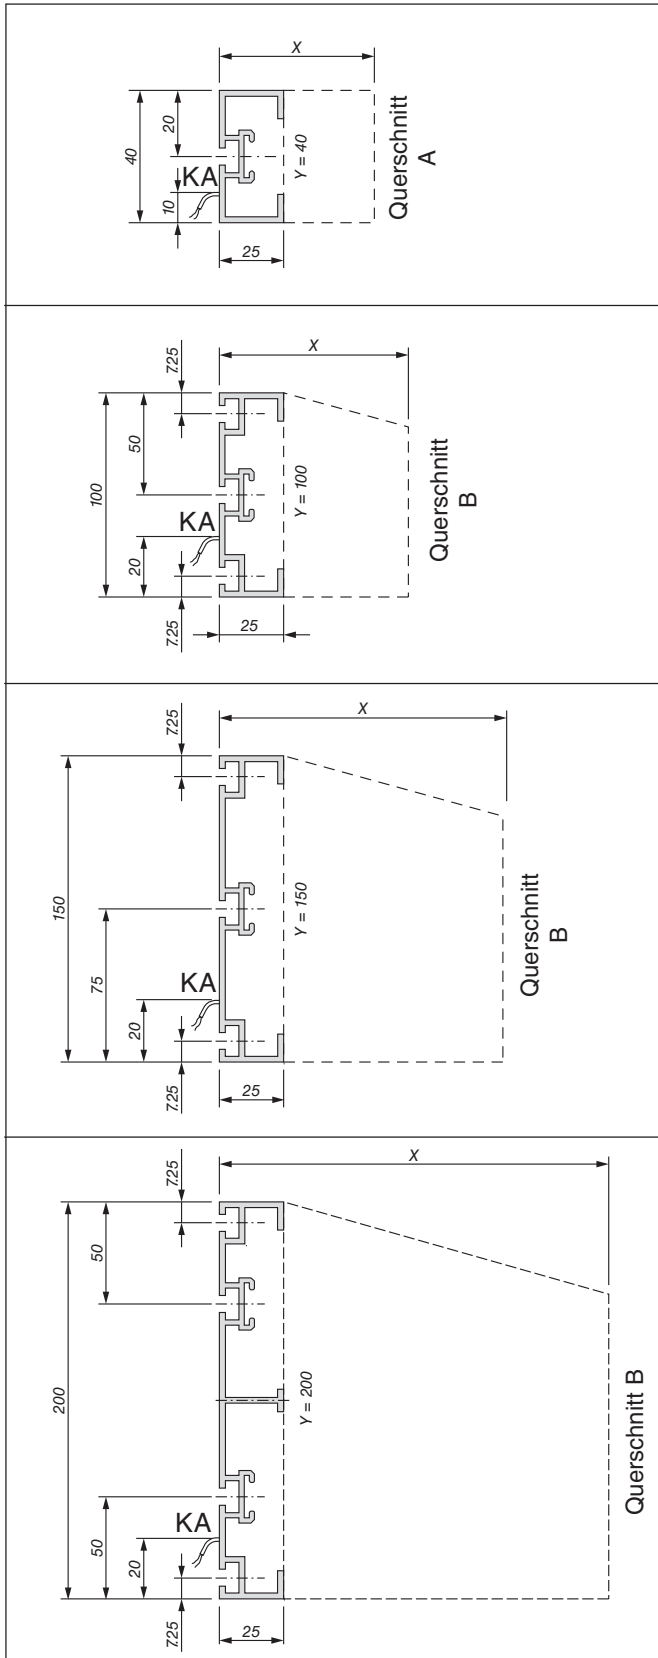 X
20
40
10
KA
Y = 40
25
Querschnitt
A
X
7.25
50
100
KA
Y = 100
20
7.25
25
Querschnitt
B
X
7.25
150
75
Y = 150
KA
20
7.25
25
Querschnitt
B
X
7.25
50
200
Y = 200
KA
50
20
7.25
25
Querschnitt B